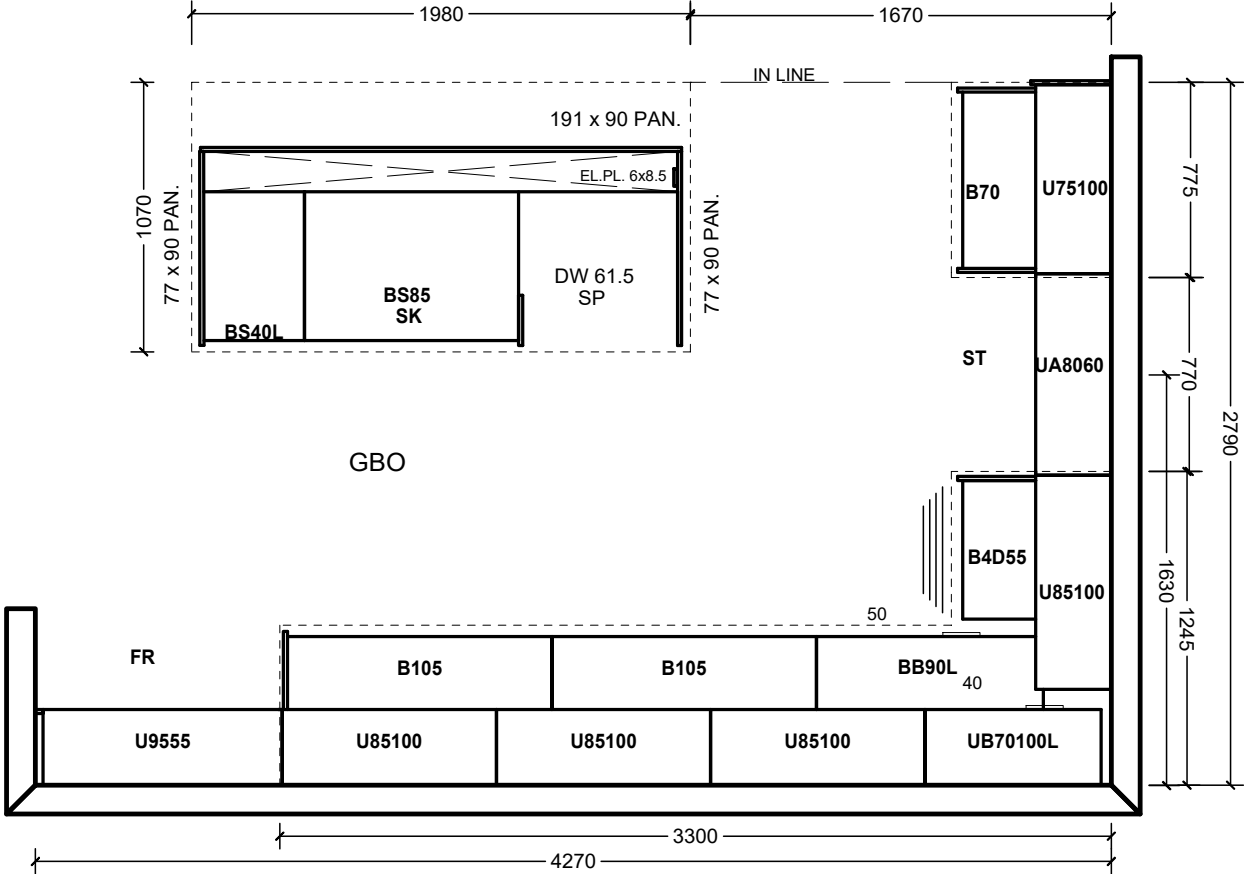 1980
1670
IN LINE
191 x 90 PAN.
EL.PL. 6x8.5
1070
77 x 90 PAN.
77 x 90 PAN.
BS40L
BS85
SK
DW 61.5
SP
B70
U75100
775
ST
UA8060
770
2790
GBO
B4D55
U85100
1630
1245
50
FR
B105
B105
BB90L
40
U9555
U85100
U85100
U85100
UB70100L
3300
4270